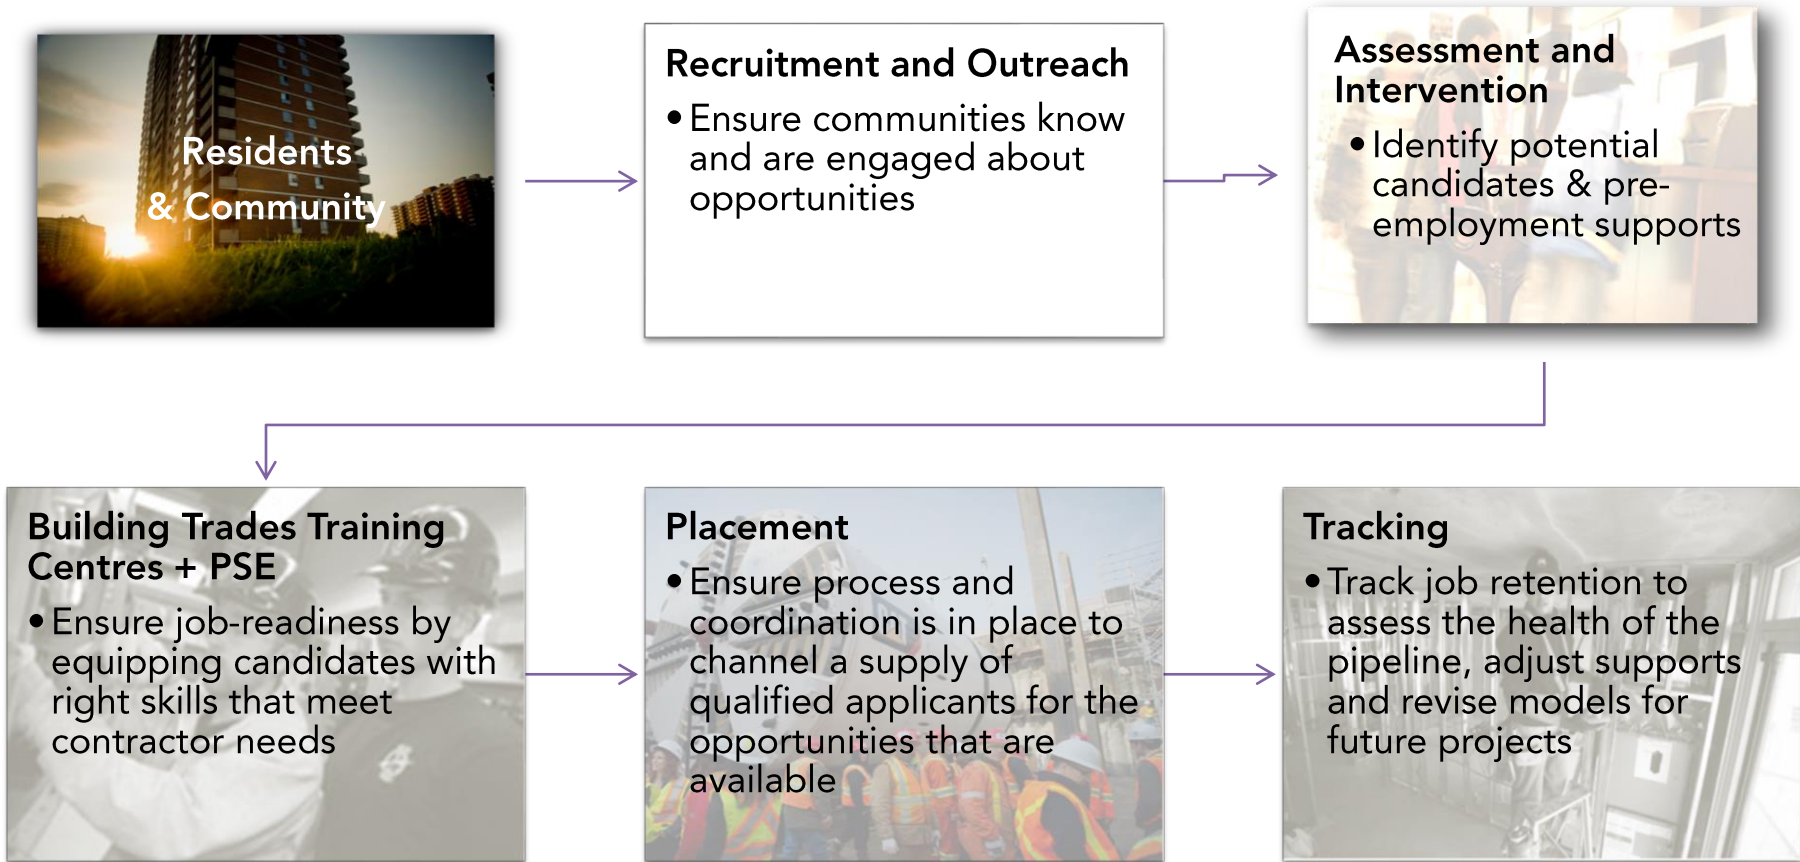 Residents
& Community
Recruitment and Outreach
• Ensure communities know
and are engaged about
opportunities
Assessment and
Intervention
• Identify potential
candidates & pre-
employment supports
Building Trades Training
Centres + PSE
• Ensure job-readiness by
equipping candidates with
right skills that meet
contractor needs
Placement
• Ensure process and
coordination is in place to
channel a supply of
qualified applicants for the
opportunities that are
available
Tracking
• Track job retention to
assess the health of the
pipeline, adjust supports
and revise models for
future projects